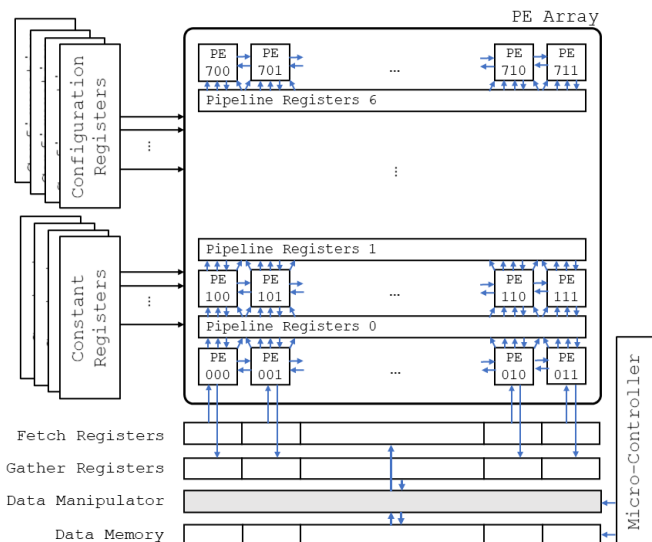 PE Array
PE 700
PE 701
...
PE 710
PE 711
Pipeline Registers 6
Configuration Registers
...
...
Pipeline Registers 1
PE 100
PE 101
...
PE 110
PE 111
Constant Registers
...
Pipeline Registers 0
PE 000
PE 001
...
PE 010
PE 011
Micro-Controller
Fetch Registers
Gather Registers
Data Manipulator
Data Memory